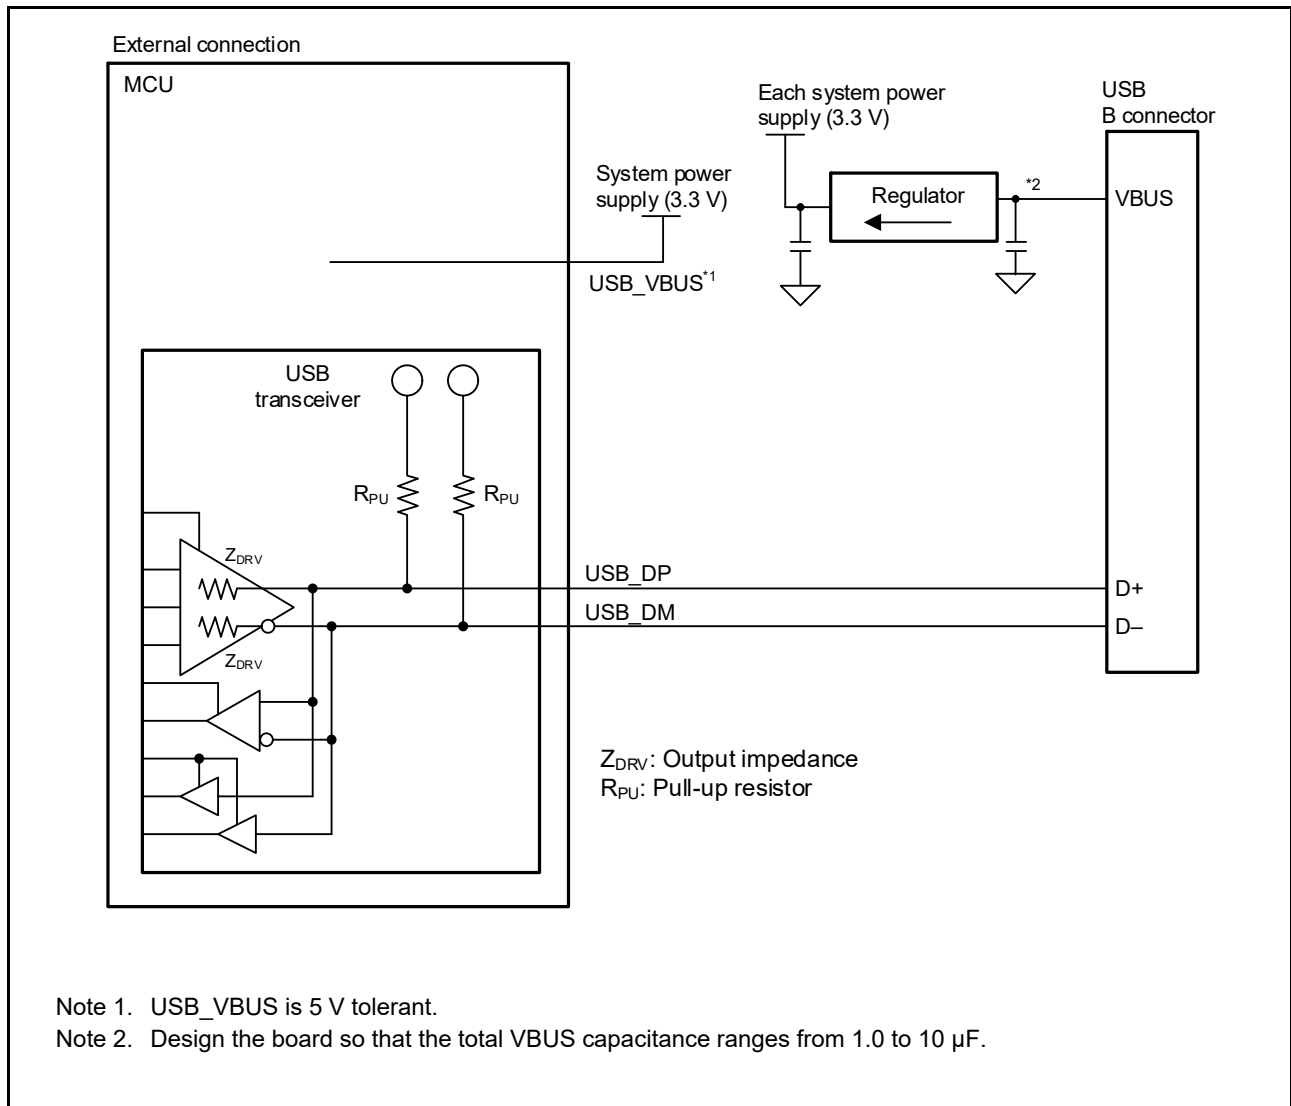 External connection
MCU
Each system power
supply (3.3 V)
USB
B connector
System power
supply (3.3 V)
Regulator
*2
VBUS
USB_VBUS*1
USB
transceiver
RPU
RPU
ZDRV
USB_DP
D+
USB_DM
D–
ZDRV
ZDRV: Output impedance
RPU: Pull-up resistor
Note 1. USB_VBUS is 5 V tolerant.
Note 2. Design the board so that the total VBUS capacitance ranges from 1.0 to 10 µF.